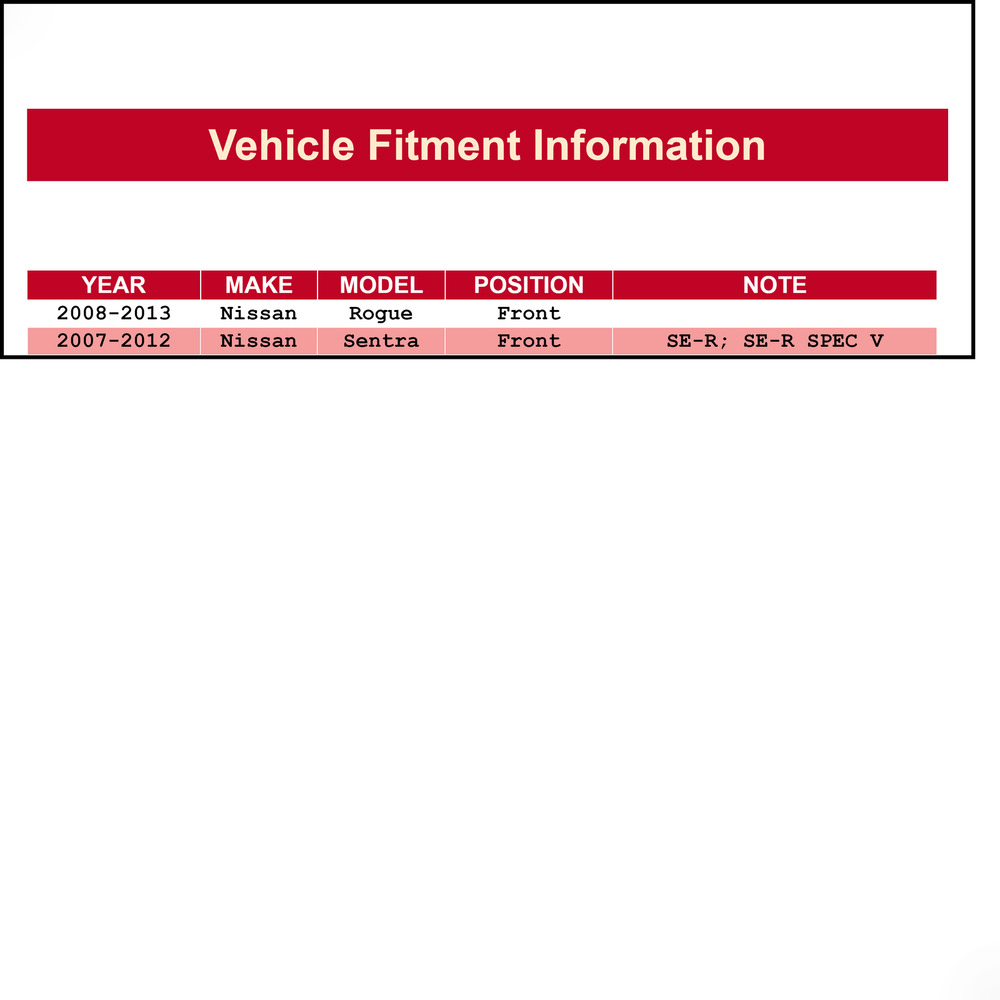 Vehicle Fitment Information
YEAR MAKE MODEL POSITION NOTE
2008-2013 Nissan Rogue Front
2007-2012 Nissan Sentra Front SE-R; SE-R SPEC V